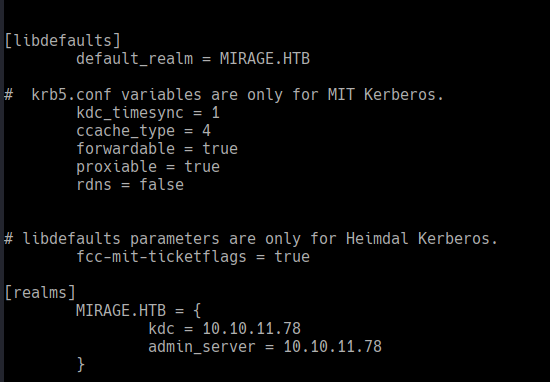 [libdefaults]
        default_realm = MIRAGE.HTB
#  krb5.conf variables are only for MIT Kerberos.
        kdc_timesync = 1
        ccache_type = 4
        forwardable = true
        proxiable = true
        rdns = false
# libdefaults parameters are only for Heimdal Kerberos.
        fcc-mit-ticketflags = true
[realms]
        MIRAGE.HTB = {
                kdc = 10.10.11.78
                admin_server = 10.10.11.78
        }